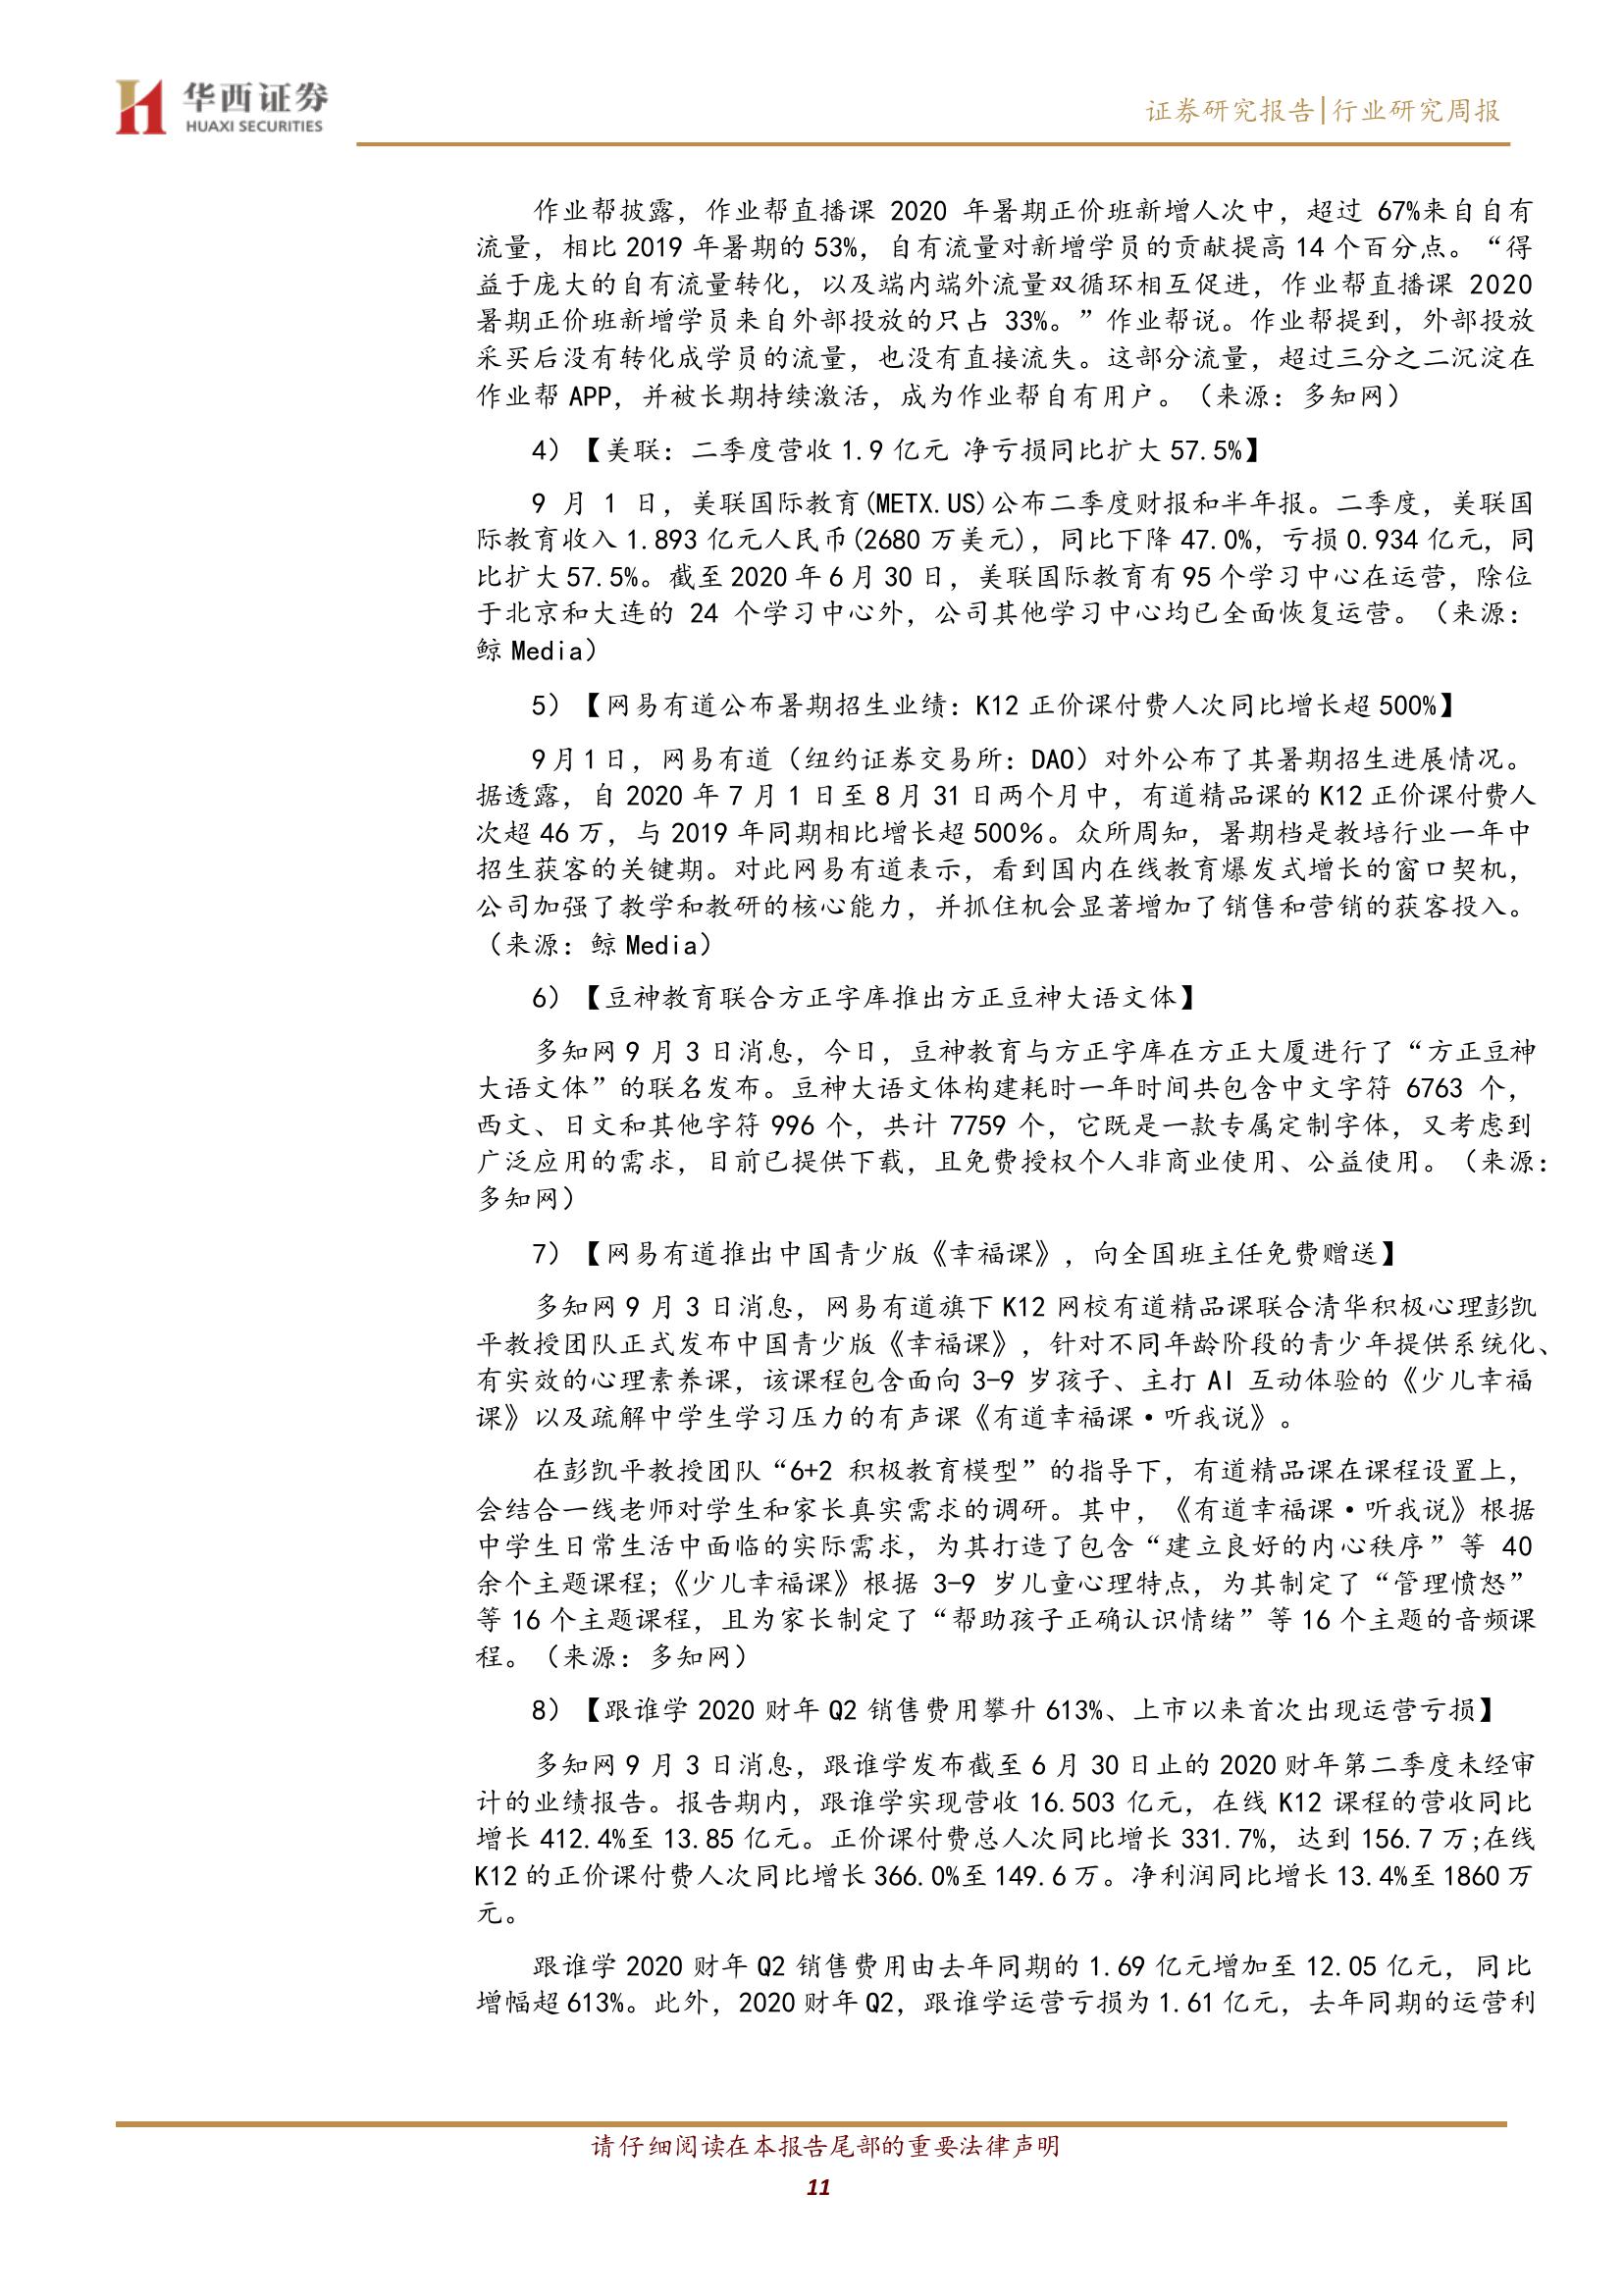 华西证券
HUAXI SECURITIES
证券研究报告|行业研究周报
作业帮披露，作业帮直播课 2020 年暑期正价班新增人次中，超过 67%来自自有
流量，相比 2019 年暑期的 53%，自有流量对新增学员的贡献提高 14 个百分点。“得
益于庞大的自有流量转化，以及端内端外流量双循环相互促进，作业帮直播课 2020
暑期正价班新增学员来自外部投放的只占 33%。”作业帮说。作业帮提到，外部投放
采买后没有转化成学员的流量，也没有直接流失。这部分流量，超过三分之二沉淀在
作业帮 APP，并被长期持续激活，成为作业帮自有用户。（来源：多知网）
4）【美联：二季度营收 1.9 亿元 净亏损同比扩大 57.5%】
9 月 1 日，美联国际教育(METX.US)公布二季度财报和半年报。二季度，美联国
际教育收入 1.893 亿元人民币(2680 万美元)，同比下降 47.0%，亏损 0.934 亿元，同
比扩大 57.5%。截至 2020 年 6 月 30 日，美联国际教育有 95 个学习中心在运营，除位
于北京和大连的 24 个学习中心外，公司其他学习中心均已全面恢复运营。（来源：
鲸 Media）
5）【网易有道公布暑期招生业绩：K12 正价课付费人次同比增长超 500%】
9 月 1 日，网易有道（纽约证券交易所：DAO）对外公布了其暑期招生进展情况。
据透露，自 2020 年 7 月 1 日至 8 月 31 日两个月中，有道精品课的 K12 正价课付费人
次超 46 万，与 2019 年同期相比增长超 500%。众所周知，暑期档是教培行业一年中
招生获客的关键期。对此网易有道表示，看到国内在线教育爆发式增长的窗口契机，
公司加强了教学和教研的核心能力，并抓住机会显著增加了销售和营销的获客投入。
（来源：鲸 Media）
6）【豆神教育联合方正字库推出方正豆神大语文体】
多知网 9 月 3 日消息，今日，豆神教育与方正字库在方正大厦进行了“方正豆神
大语文体”的联名发布。豆神大语文体构建耗时一年时间共包含中文字符 6763 个，
西文、日文和其他字符 996 个，共计 7759 个，它既是一款专属定制字体，又考虑到
广泛应用的需求，目前已提供下载，且免费授权个人非商业使用、公益使用。（来源：
多知网）
7）【网易有道推出中国青少版《幸福课》，向全国班主任免费赠送】
多知网 9 月 3 日消息，网易有道旗下 K12 网校有道精品课联合清华积极心理彭凯
平教授团队正式发布中国青少版《幸福课》，针对不同年龄阶段的青少年提供系统化、
有实效的心理素养课，该课程包含面向 3-9 岁孩子、主打 AI 互动体验的《少儿幸福
课》以及疏解中学生学习压力的有声课《有道幸福课·听我说》。
在彭凯平教授团队“6+2 积极教育模型”的指导下，有道精品课在课程设置上，
会结合一线老师对学生和家长真实需求的调研。其中，《有道幸福课·听我说》根据
中学生日常生活中面临的实际需求，为其打造了包含“建立良好的内心秩序”等 40
余个主题课程;《少儿幸福课》根据 3-9 岁儿童心理特点，为其制定了“管理愤怒”
等 16 个主题课程，且为家长制定了“帮助孩子正确认识情绪”等 16 个主题的音频课
程。（来源：多知网）
8）【跟谁学 2020 财年 Q2 销售费用攀升 613%、上市以来首次出现运营亏损】
多知网 9 月 3 日消息，跟谁学发布截至 6 月 30 日止的 2020 财年第二季度未经审
计的业绩报告。报告期内，跟谁学实现营收 16.503 亿元，在线 K12 课程的营收同比
增长 412.4%至 13.85 亿元。正价课付费总人次同比增长 331.7%，达到 156.7 万;在线
K12 的正价课付费人次同比增长 366.0%至 149.6 万。净利润同比增长 13.4%至 1860 万
元。
跟谁学 2020 财年 Q2 销售费用由去年同期的 1.69 亿元增加至 12.05 亿元，同比
增幅超 613%。此外，2020 财年 Q2，跟谁学运营亏损为 1.61 亿元，去年同期的运营利
请仔细阅读在本报告尾部的重要法律声明
11